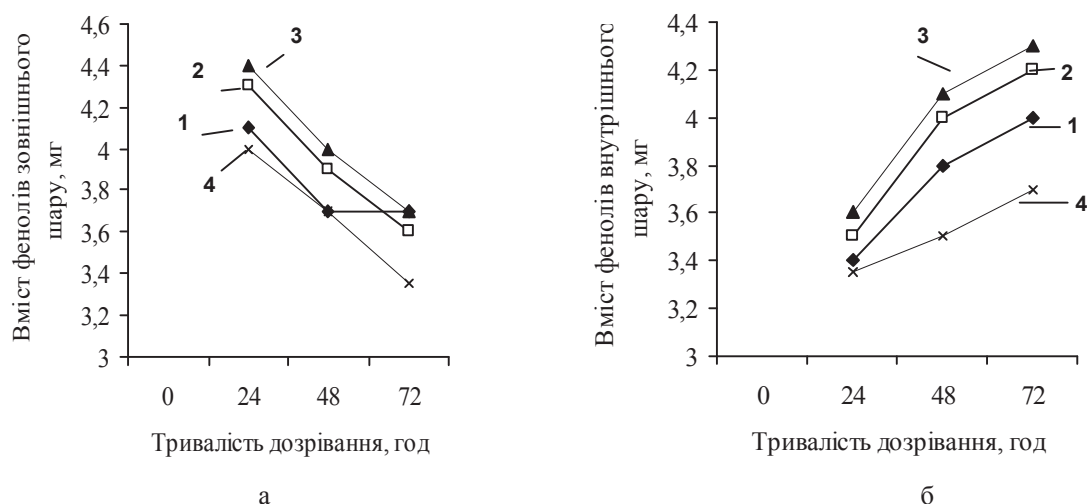 Вміст фенолів зовнішнього
шару, мг
4,6
4,4
4,2
4
3,8
3,6
3,4
3,2
3
3
2
1
4
0 24 48 72
Тривалість дозрівання, год
а
Вміст фенолів внутрішньогс
шару, мг
4,4
4,2
4
3,8
3,6
3,4
3,2
3
3
2
1
4
0 24 48 72
Тривалість дозрівання, год
б